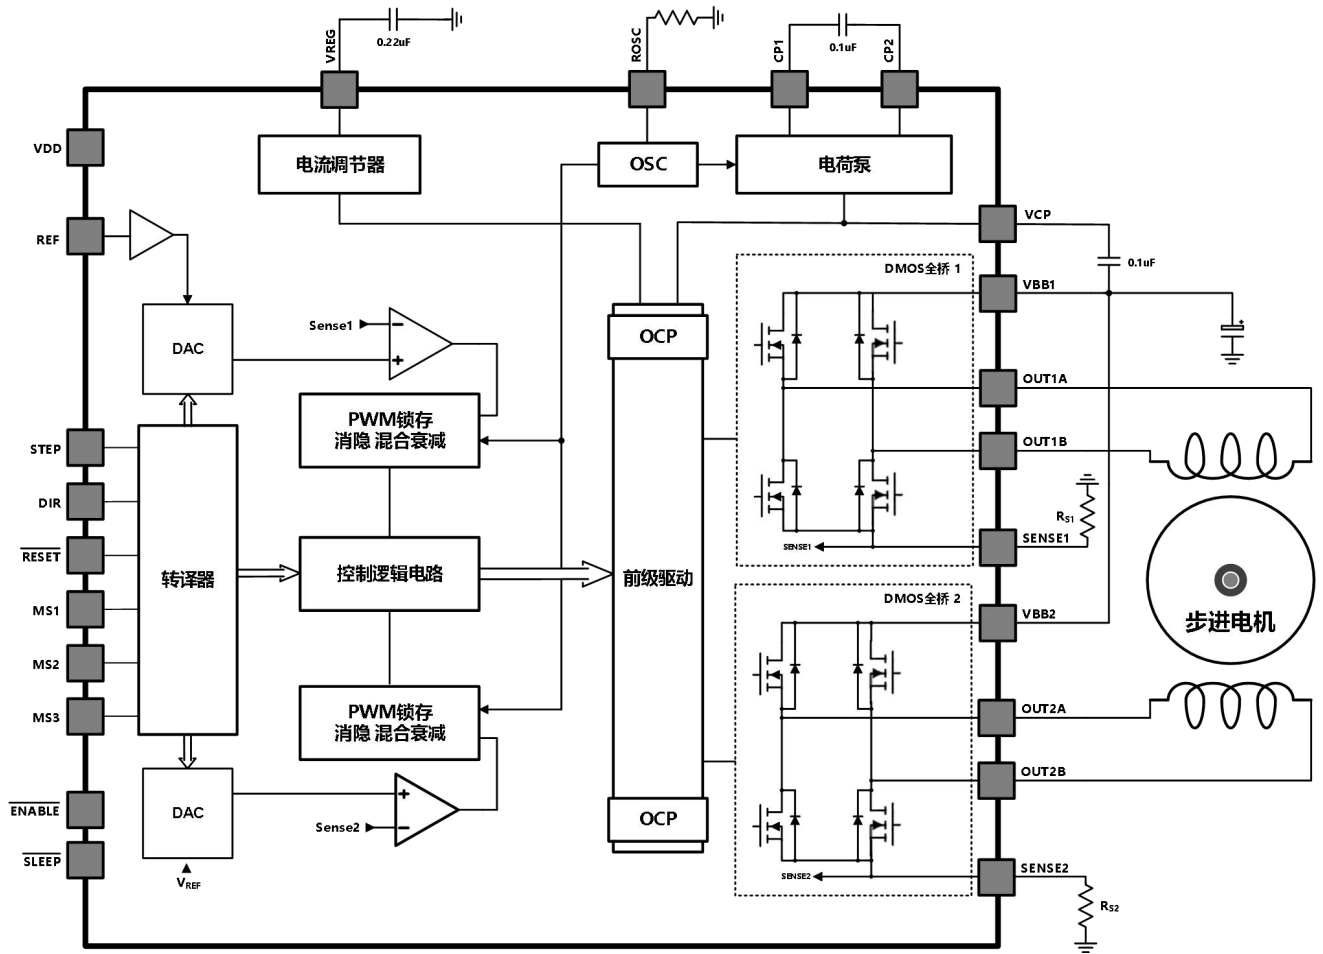 VREG
0.22uF
ROSC
CP1
0.1uF
CP2
VDD
电流调节器
OSC
电荷泵
REF
VCP
0.1uF
DMOS全桥 1
VBB1
Sense1
−
+
DAC
OCP
OUT1A
PWM锁存
消隐 混合衰减
STEP
OUT1B
DIR
RS1
RESET
SENSE1
SENSE1
转译器
控制逻辑电路
前级驱动
DMOS全桥 2
MS1
VBB2
步进电机
MS2
MS3
PWM锁存
消隐 混合衰减
OUT2A
OUT2B
ENABLE
DAC
+
−
Sense2
OCP
SLEEP
VREF
SENSE2
SENSE2
RS2